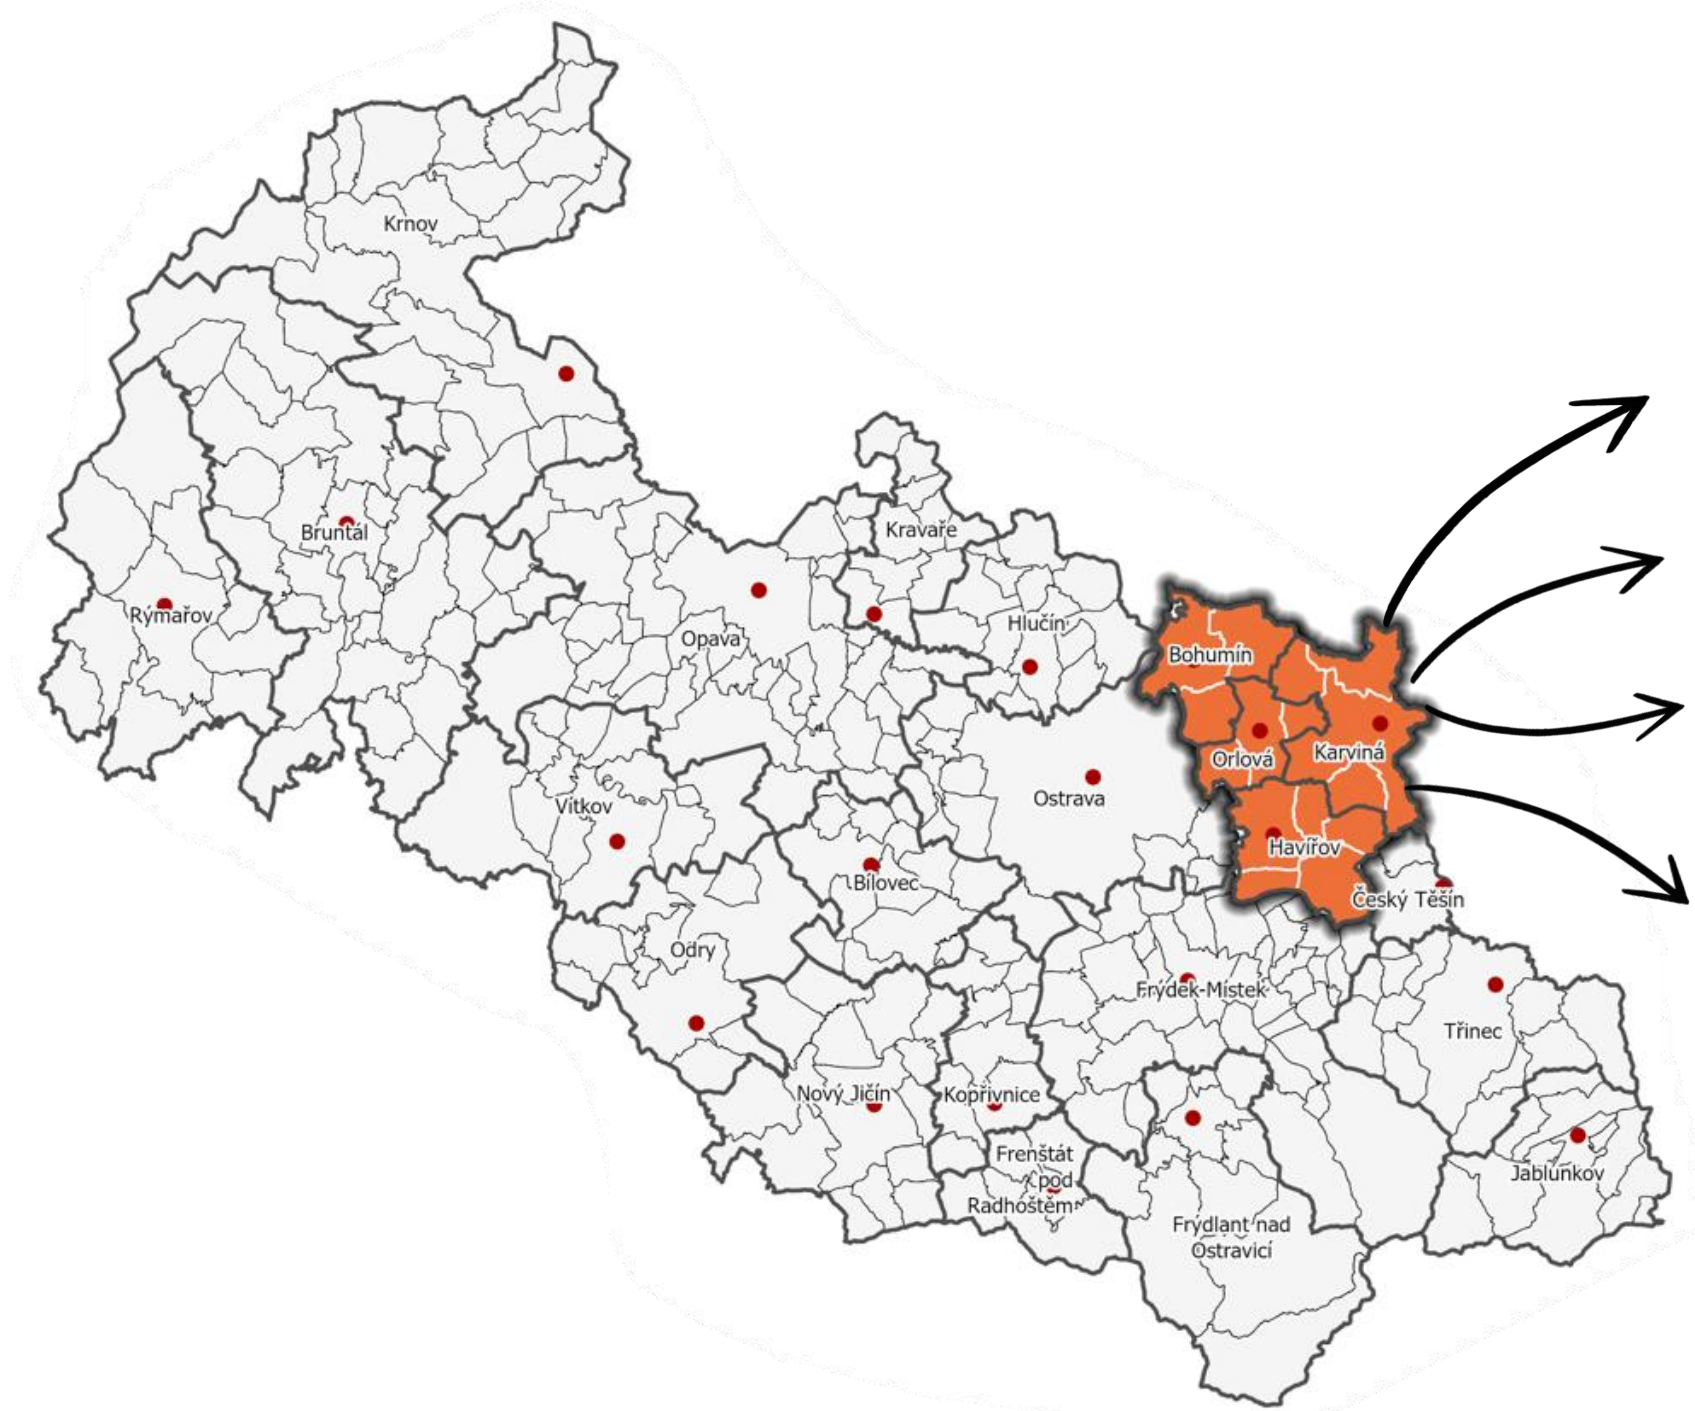 Krnov
Bruntál
Kravaře
Rýmařov
Hlučín
Opava
Bohumín
Karviná
Orlová
Ostrava
Vítkov
Havířov
Bílovec
Český Těšín
Odry
Frýdek-Místek
Třinec
Nový Jičín
Kopřivnice
Frenštát
pod
Radhoštěm
Jablunkov
Frýdlant nad
Ostravicí